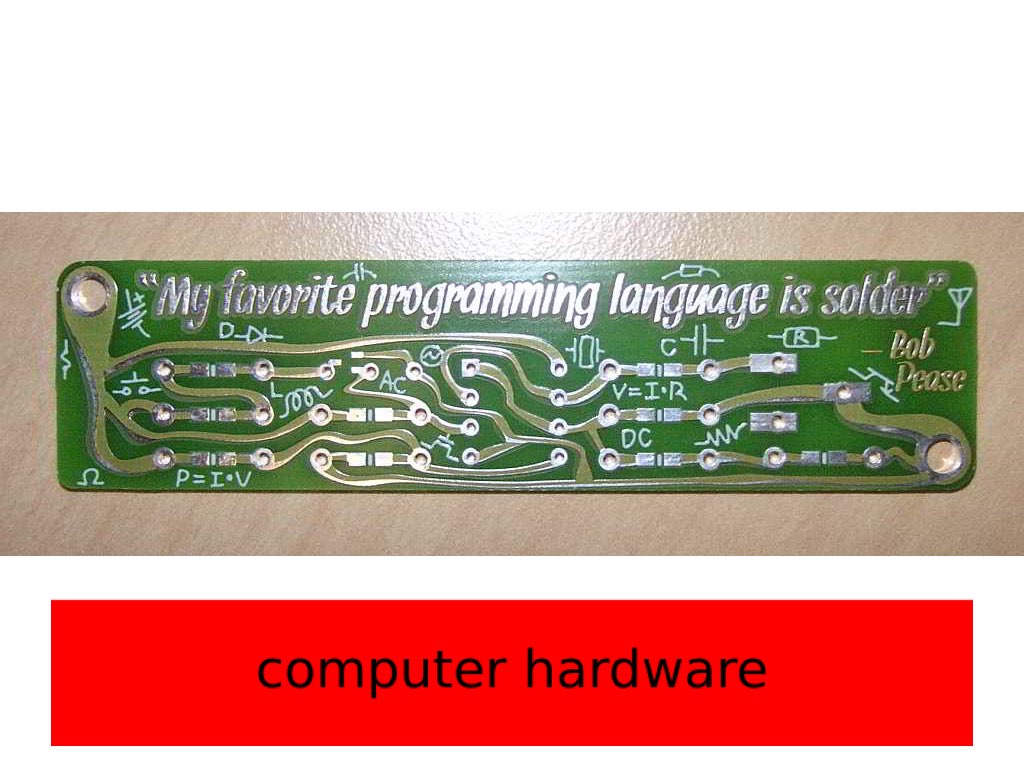 “My favorite programming language is solder”
— Bob
Pease
D
C
R
L
AC
V=I•R
DC
Ω
P=I•V
computer hardware